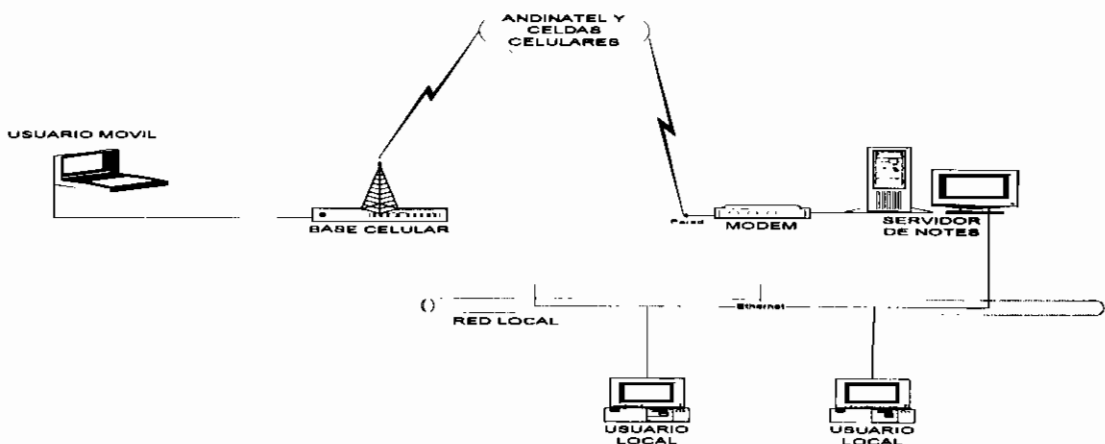 ANDINATEL Y
CELDAS
CELULARES
USUARIO MOVIL
BASE CELULAR
Pared
MODEM
SERVIDOR
DE NOTES
Ethernet
RED LOCAL
USUARIO
LOCAL
USUARIO
LOCAL